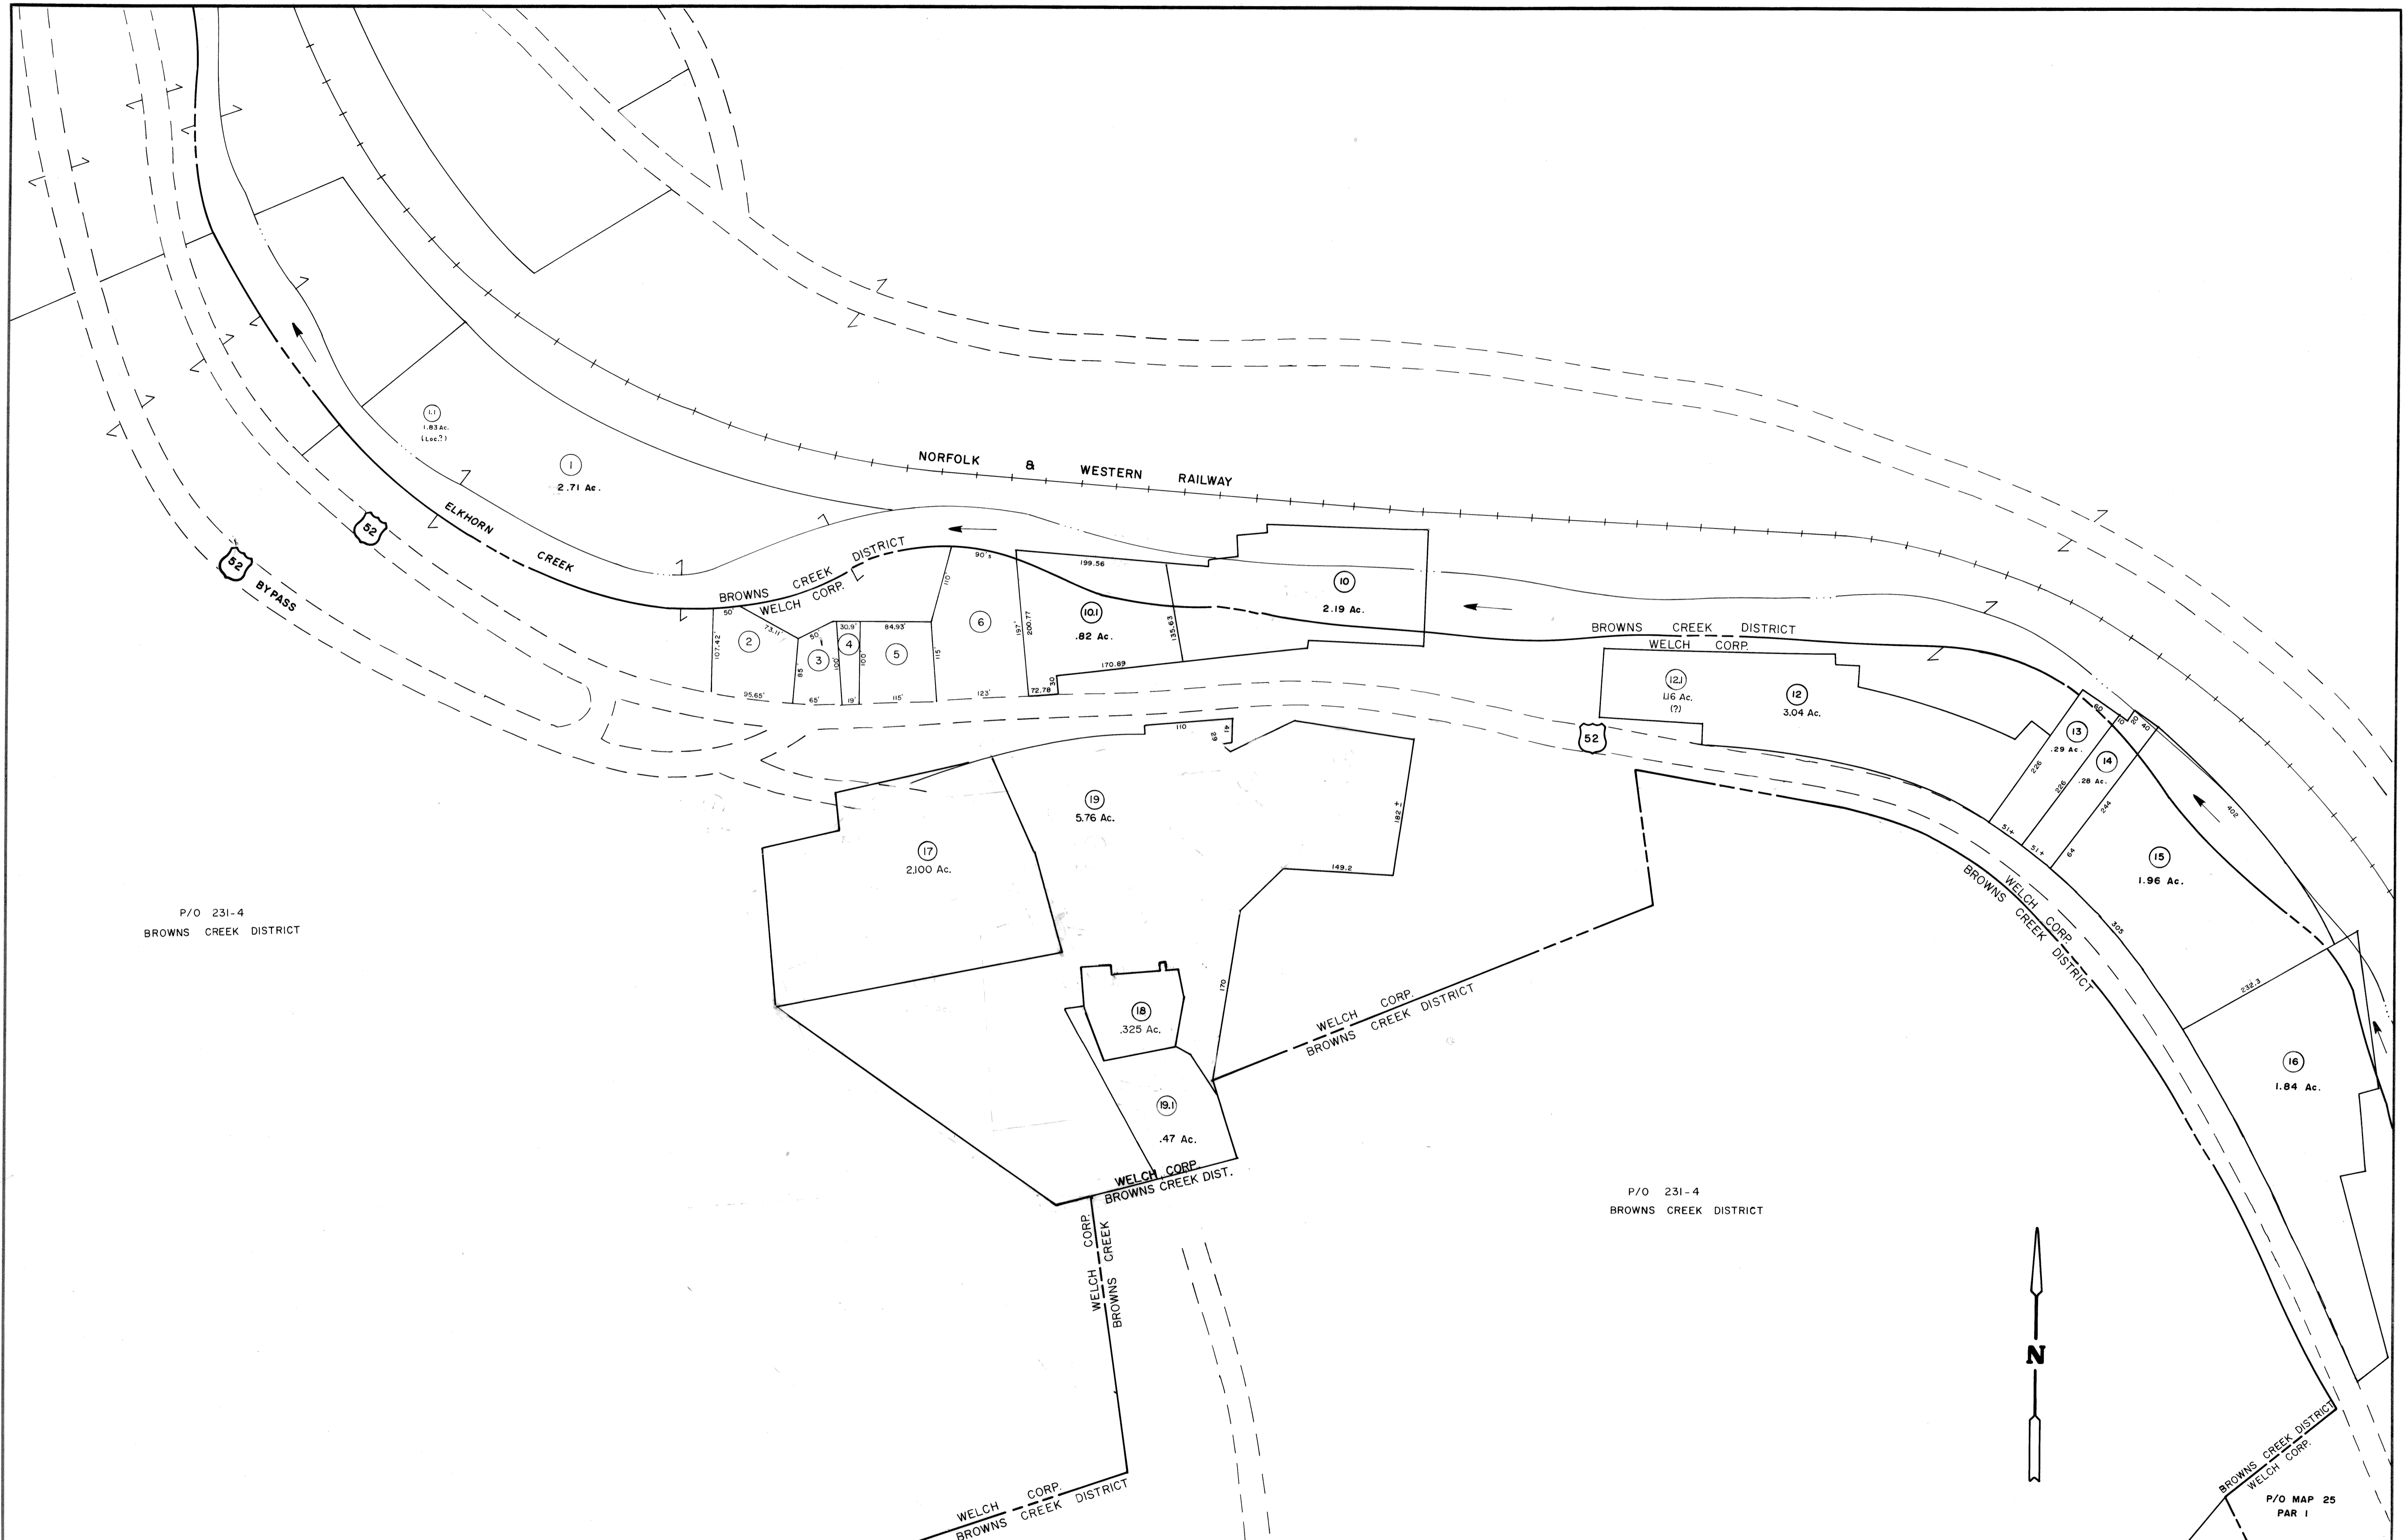 1.1
1.83 Ac.
(Loc.?)
1
2.71 Ac.
NORFOLK & WESTERN RAILWAY
52
52
BYPASS
ELKHORN CREEK
BROWNS CREEK DISTRICT
WELCH CORP.
50'
107.42'
2
73.11'
95.65'
50'
3
85'
65'
30.9'
4
100'
19'
84.93'
100'
5
115'
115'
110'
90's
6
197'
123'
199.56
200.77
10.1
.82 Ac.
135.63
170.89
30
72.78
10
2.19 Ac.
BROWNS CREEK DISTRICT
WELCH CORP.
12.1
1.16 Ac.
(?)
12
3.04 Ac.
52
60
10
20
40
13
.29 Ac.
226
51+
14
.28 Ac.
226
51+
244
64
402
15
1.96 Ac.
305
232.3
WELCH CORP.
BROWNS CREEK DISTRICT
16
1.84 Ac.
110
41
29
19
5.76 Ac.
182 ±
149.2
170
17
2.100 Ac.
P/O 231-4
BROWNS CREEK DISTRICT
18
.325 Ac.
WELCH CORP.
BROWNS CREEK DISTRICT
19.1
.47 Ac.
WELCH CORP.
BROWNS CREEK DIST.
WELCH CORP.
BROWNS CREEK
P/O 231-4
BROWNS CREEK DISTRICT
N
WELCH CORP.
BROWNS CREEK DISTRICT
BROWNS CREEK DISTRICT
WELCH CORP.
P/O MAP 25
PAR 1